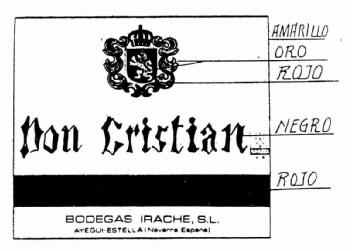 AMARILLO
ORO
ROJO
Don Cristian
NEGRO
ROJO
BODEGAS IRACHE, S.L.
AYEGUI-ESTELLA (Navarra España)